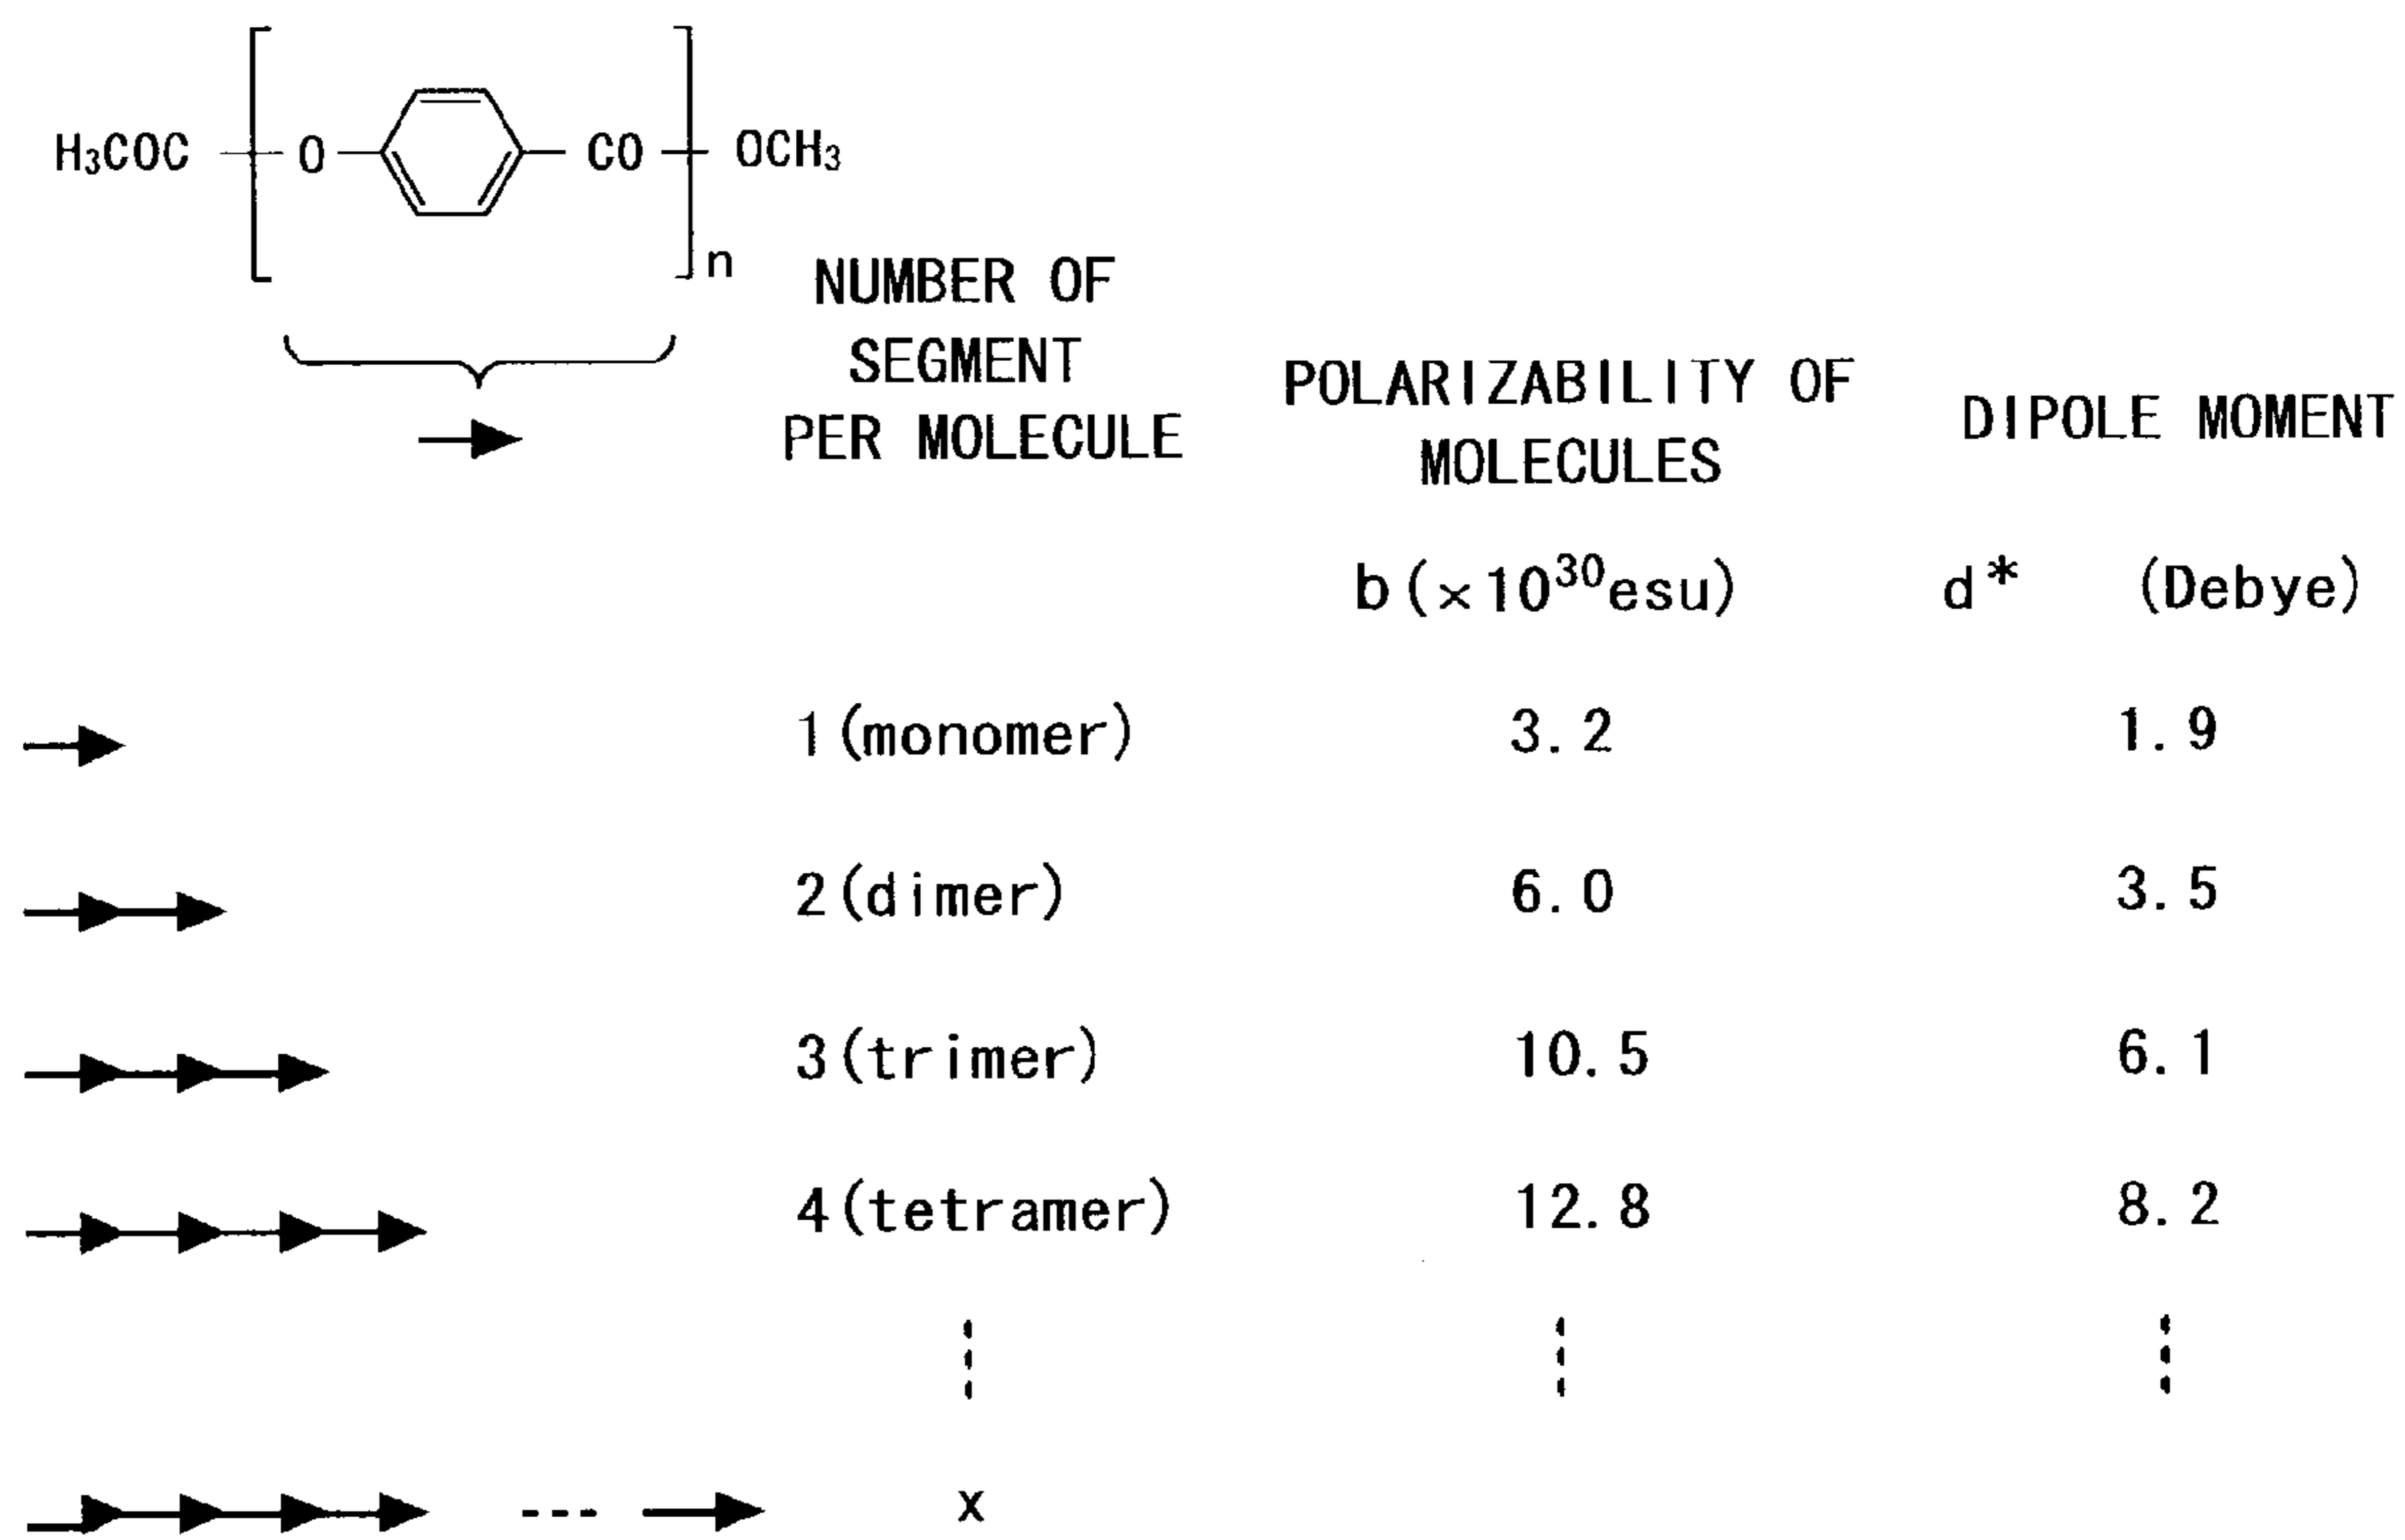 H₃COC O CO OCH₃
n
NUMBER OF
SEGMENT
PER MOLECULE
POLARIZABILITY OF
MOLECULES
DIPOLE MOMENT
b(×10³⁰esu) d* (Debye)
1(monomer) 3.2 1.9
2(dimer) 6.0 3.5
3(trimer) 10.5 6.1
4(tetramer) 12.8 8.2
x